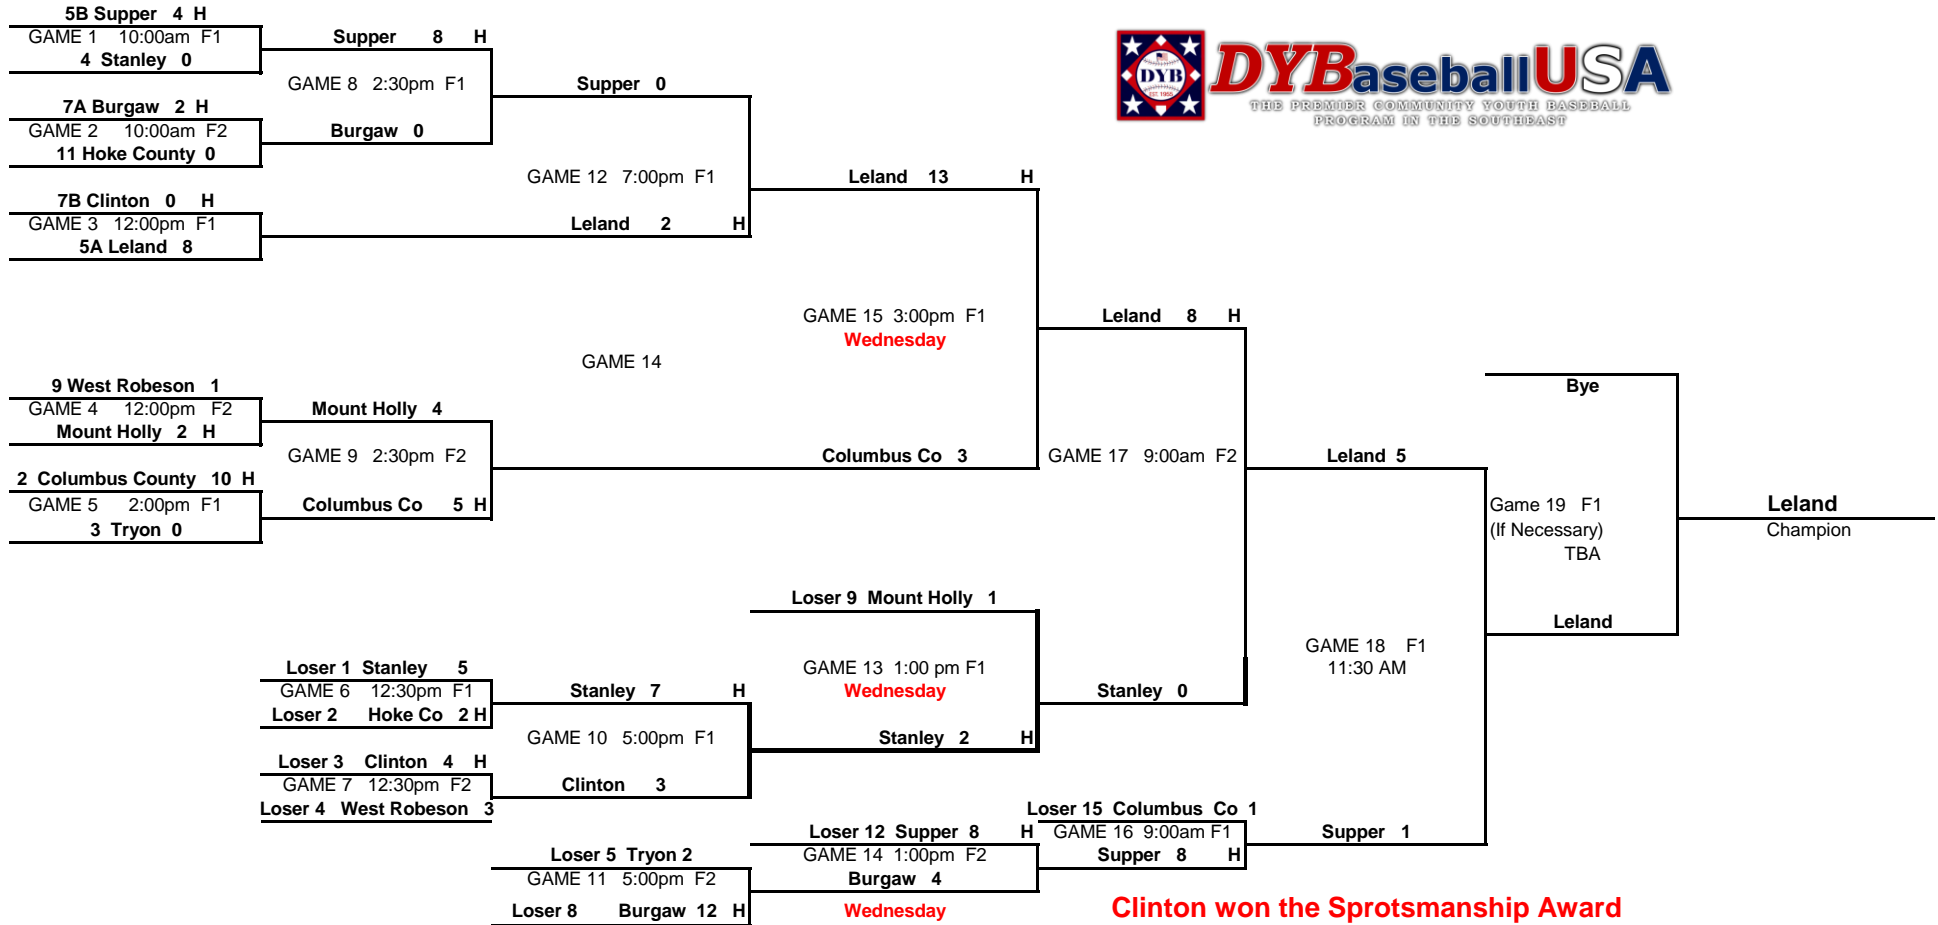 5B Supper 4 H
GAME 1 10:00am F1
4 Stanley 0
7A Burgaw 2 H
GAME 2 10:00am F2
11 Hoke County 0
7B Clinton 0 H
GAME 3 12:00pm F1
5A Leland 8
9 West Robeson 1
GAME 4 12:00pm F2
Mount Holly 2 H
2 Columbus County 10 H
GAME 5 2:00pm F1
3 Tryon 0
Supper 8 H
GAME 8 2:30pm F1
Burgaw 0
Mount Holly 4
GAME 9 2:30pm F2
Columbus Co 5 H
Loser 1 Stanley 5
GAME 6 12:30pm F1
Loser 2 Hoke Co 2 H
Loser 3 Clinton 4 H
GAME 7 12:30pm F2
Loser 4 West Robeson 3
Supper 0
GAME 12 7:00pm F1
Leland 2 H
GAME 14
Stanley 7 H
GAME 10 5:00pm F1
Clinton 3
Loser 5 Tryon 2
GAME 11 5:00pm F2
Loser 8 Burgaw 12 H
Leland 13 H
GAME 15 3:00pm F1
Wednesday
Columbus Co 3
Loser 9 Mount Holly 1
GAME 13 1:00 pm F1
Wednesday
Stanley 2 H
Loser 12 Supper 8 H
GAME 14 1:00pm F2
Burgaw 4
Wednesday
Leland 8 H
GAME 17 9:00am F2
Stanley 0
Loser 15 Columbus Co 1
GAME 16 9:00am F1
Supper 8 H
Leland 5
GAME 18 F1
11:30 AM
Supper 1
Bye
Game 19 F1
(If Necessary)
TBA
Leland
Leland
Champion
DYB
EST. 1955
DYBaseballUSA
THE PREMIER COMMUNITY YOUTH BASEBALL
PROGRAM IN THE SOUTHEAST
Clinton won the Sprotsmanship Award